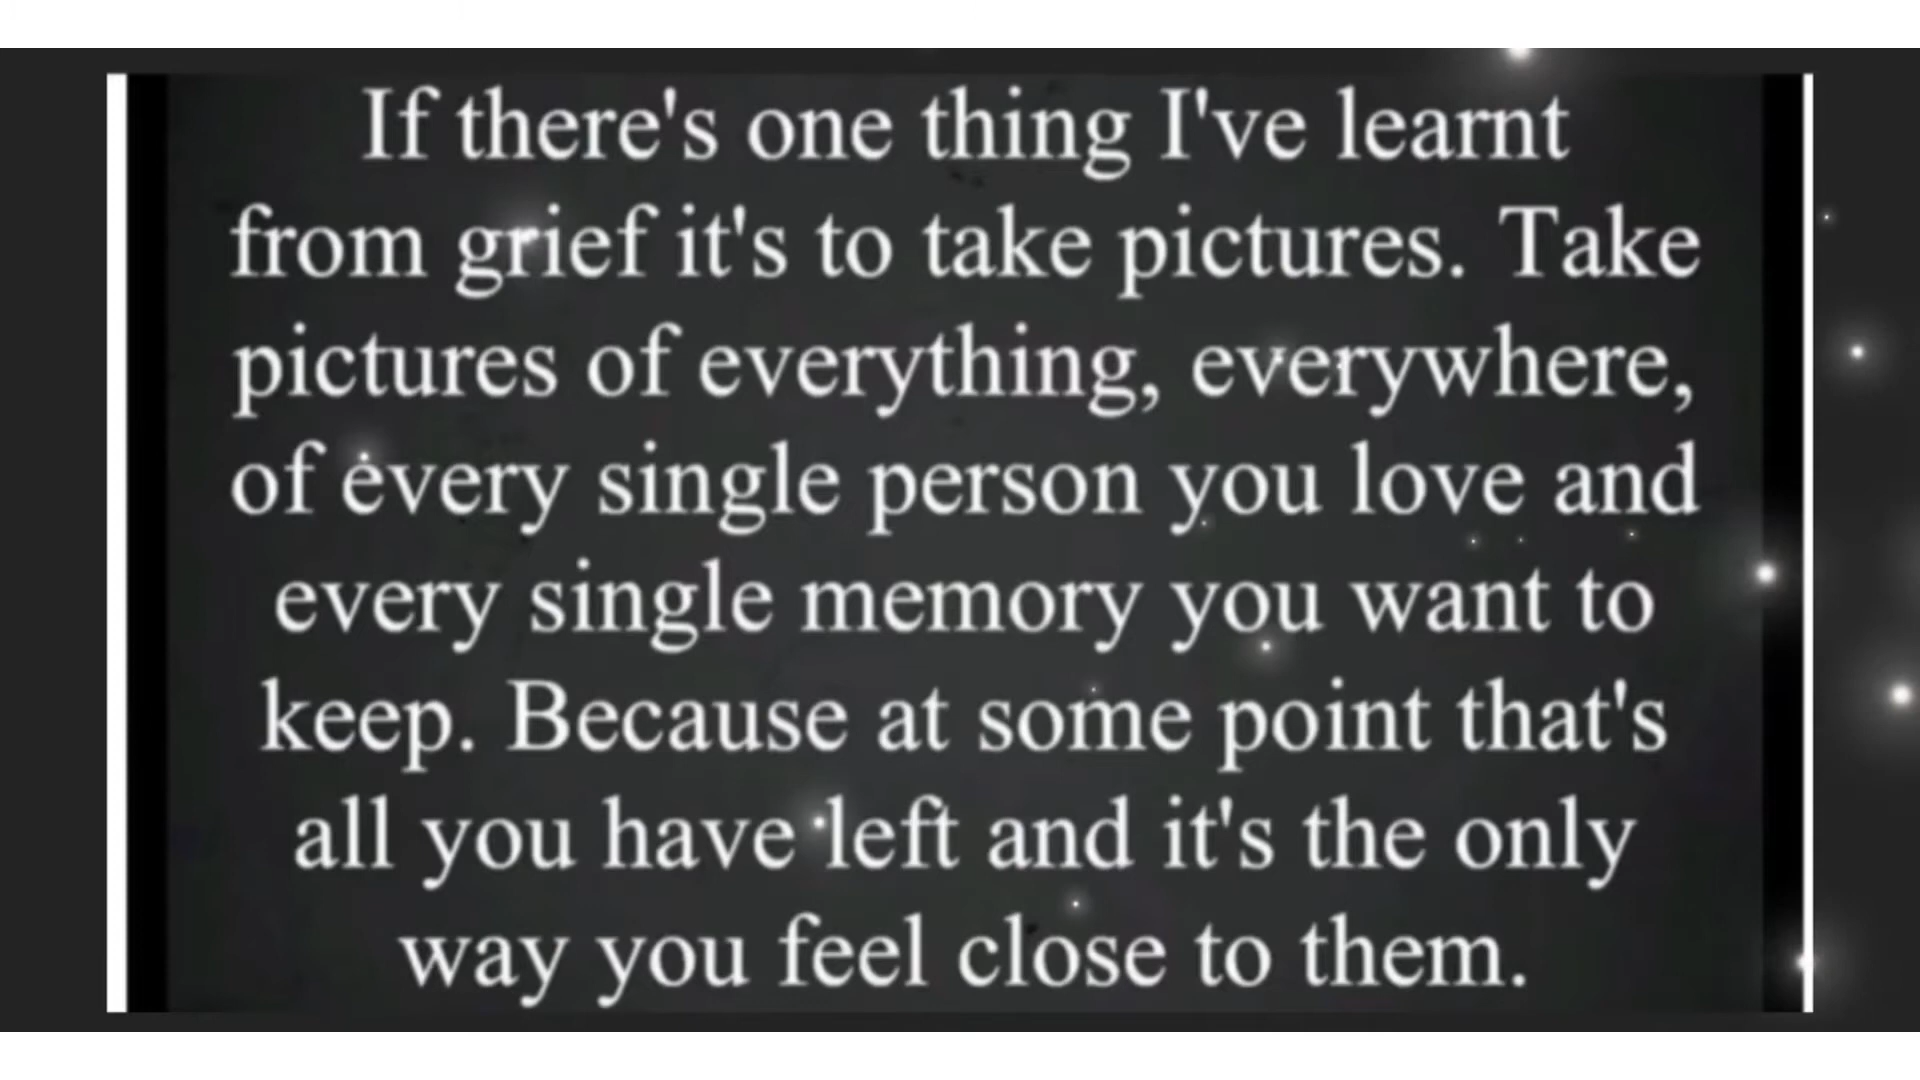 If there's one thing I've learnt
from grief it's to take pictures. Take
pictures of everything, everywhere,
of every single person you love and
every single memory you want to
keep. Because at some point that's
all you have left and it's the only
way you feel close to them.